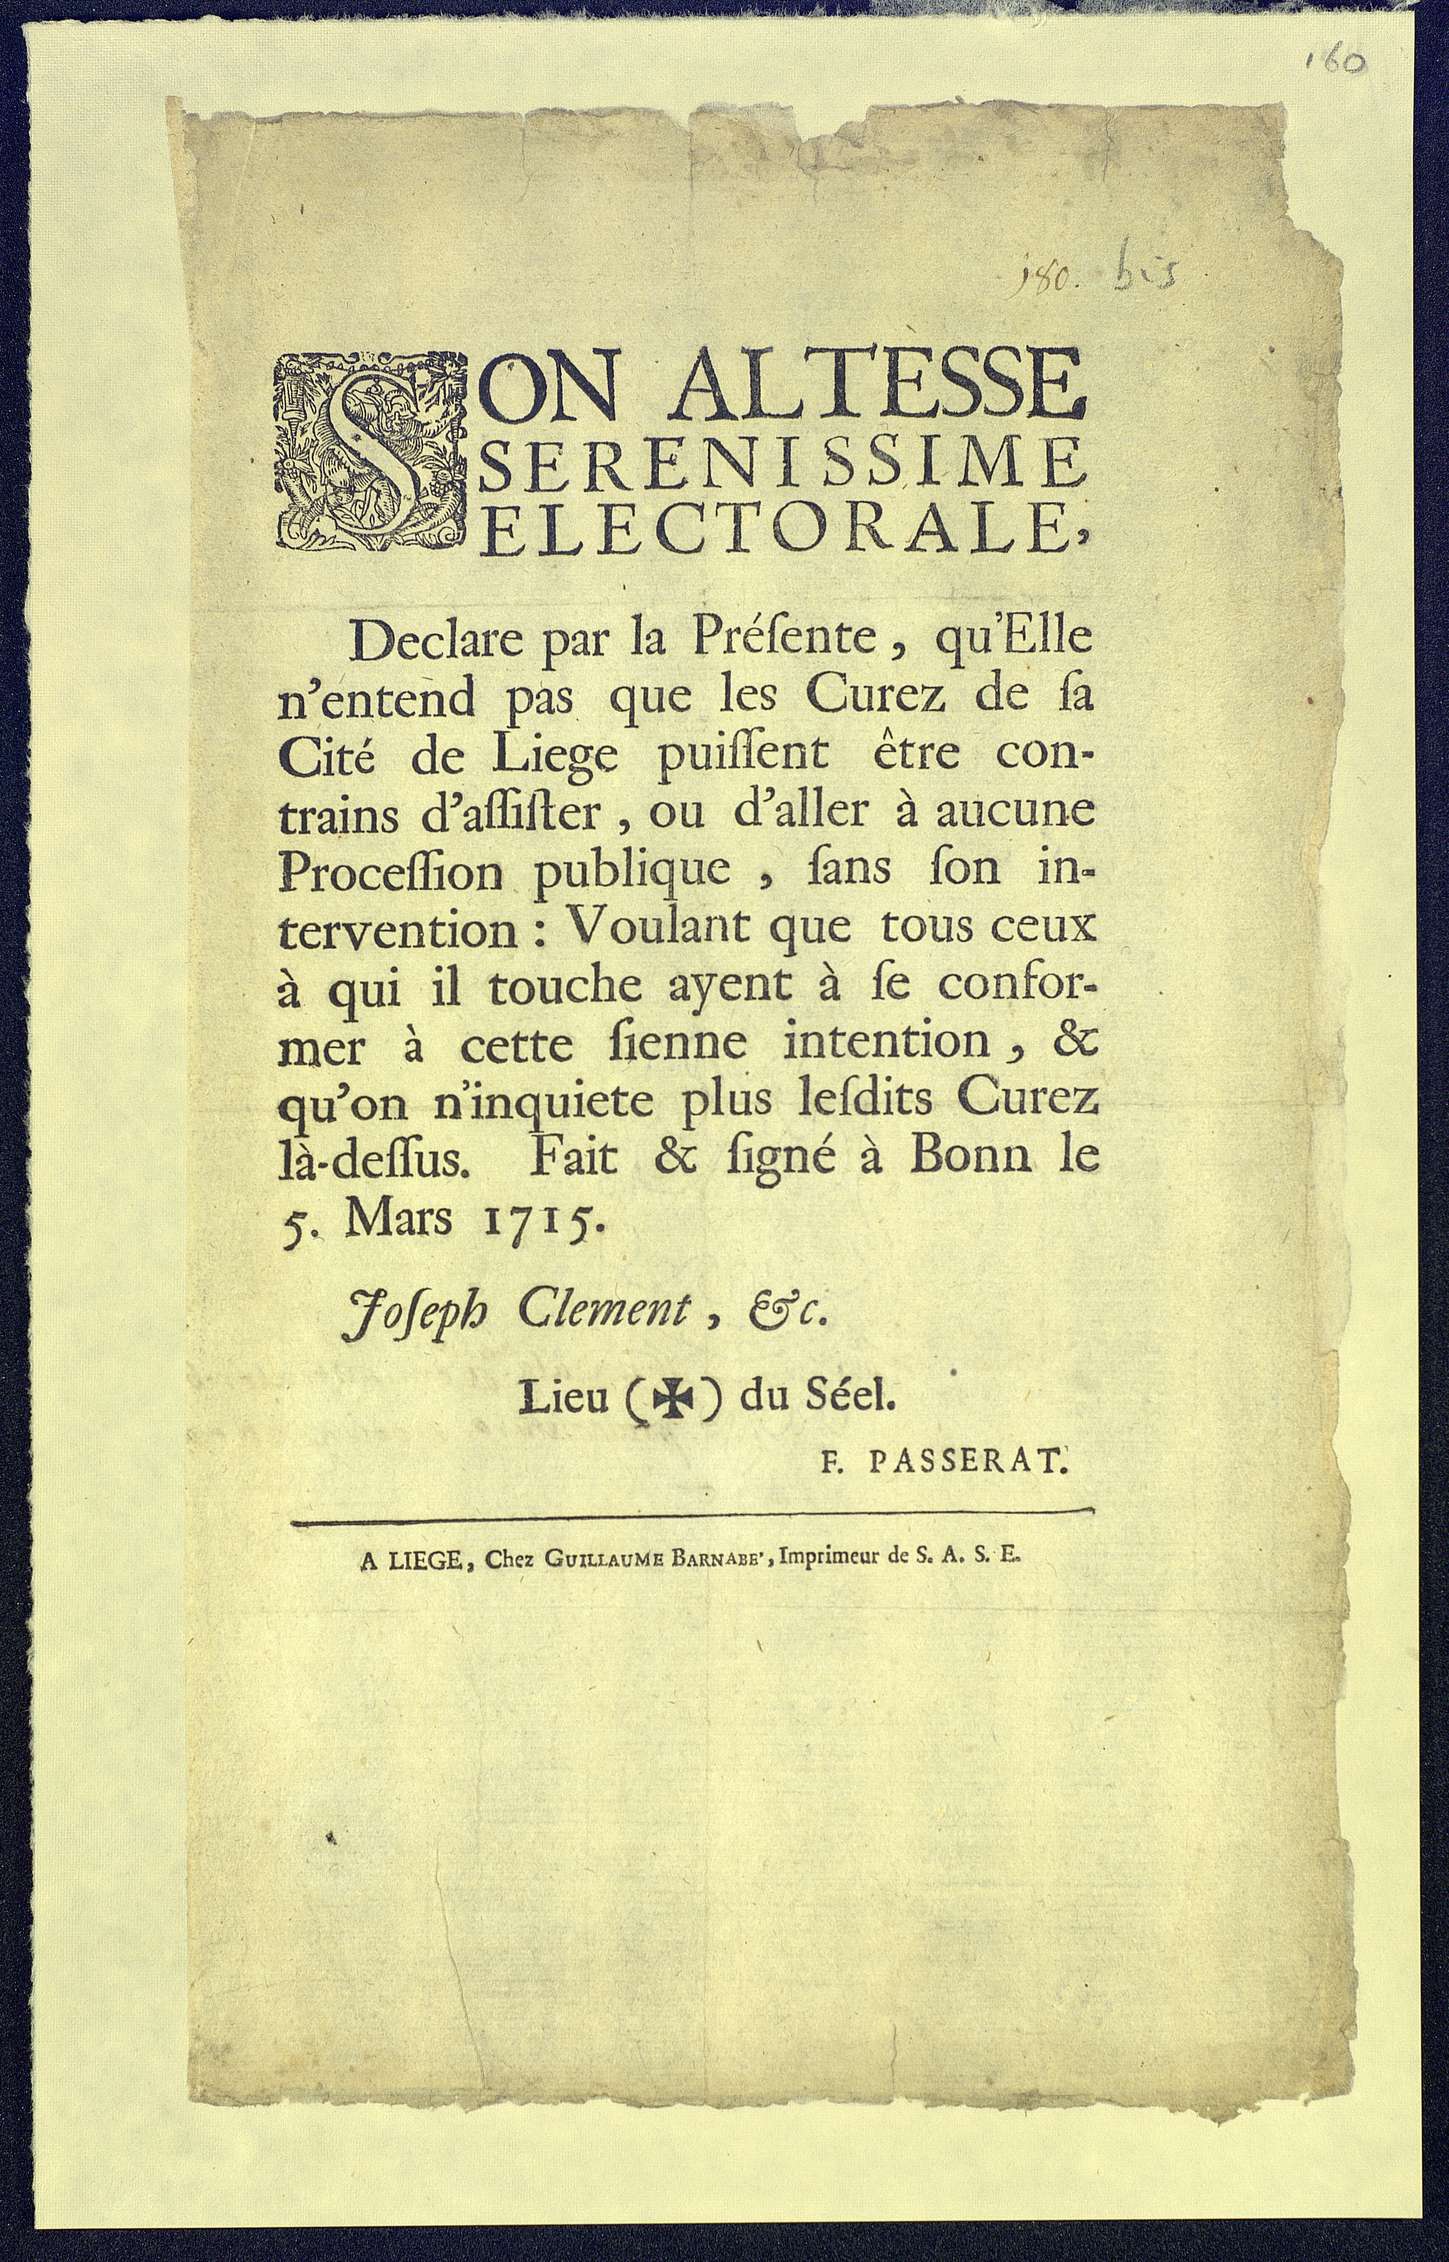 160
180. bis
SON ALTESSE
SERENISSIME
ELECTORALE,
Declare par la Préſente, qu'Elle
n'entend pas que les Curez de ſa
Cité de Liege puiſſent être con-
trains d'aſſiſter, ou d'aller à aucune
Proceſſion publique, ſans ſon in-
tervention: Voulant que tous ceux
à qui il touche ayent à ſe confor-
mer à cette ſienne intention, &
qu'on n'inquiete plus leſdits Curez
là-deſſus. Fait & ſigné à Bonn le
5. Mars 1715.
Joſeph Clement, &c.
Lieu (✠) du Séel.
F. PASSERAT.
A LIEGE, Chez GUILLAUME BARNABE', Imprimeur de S. A. S. E.